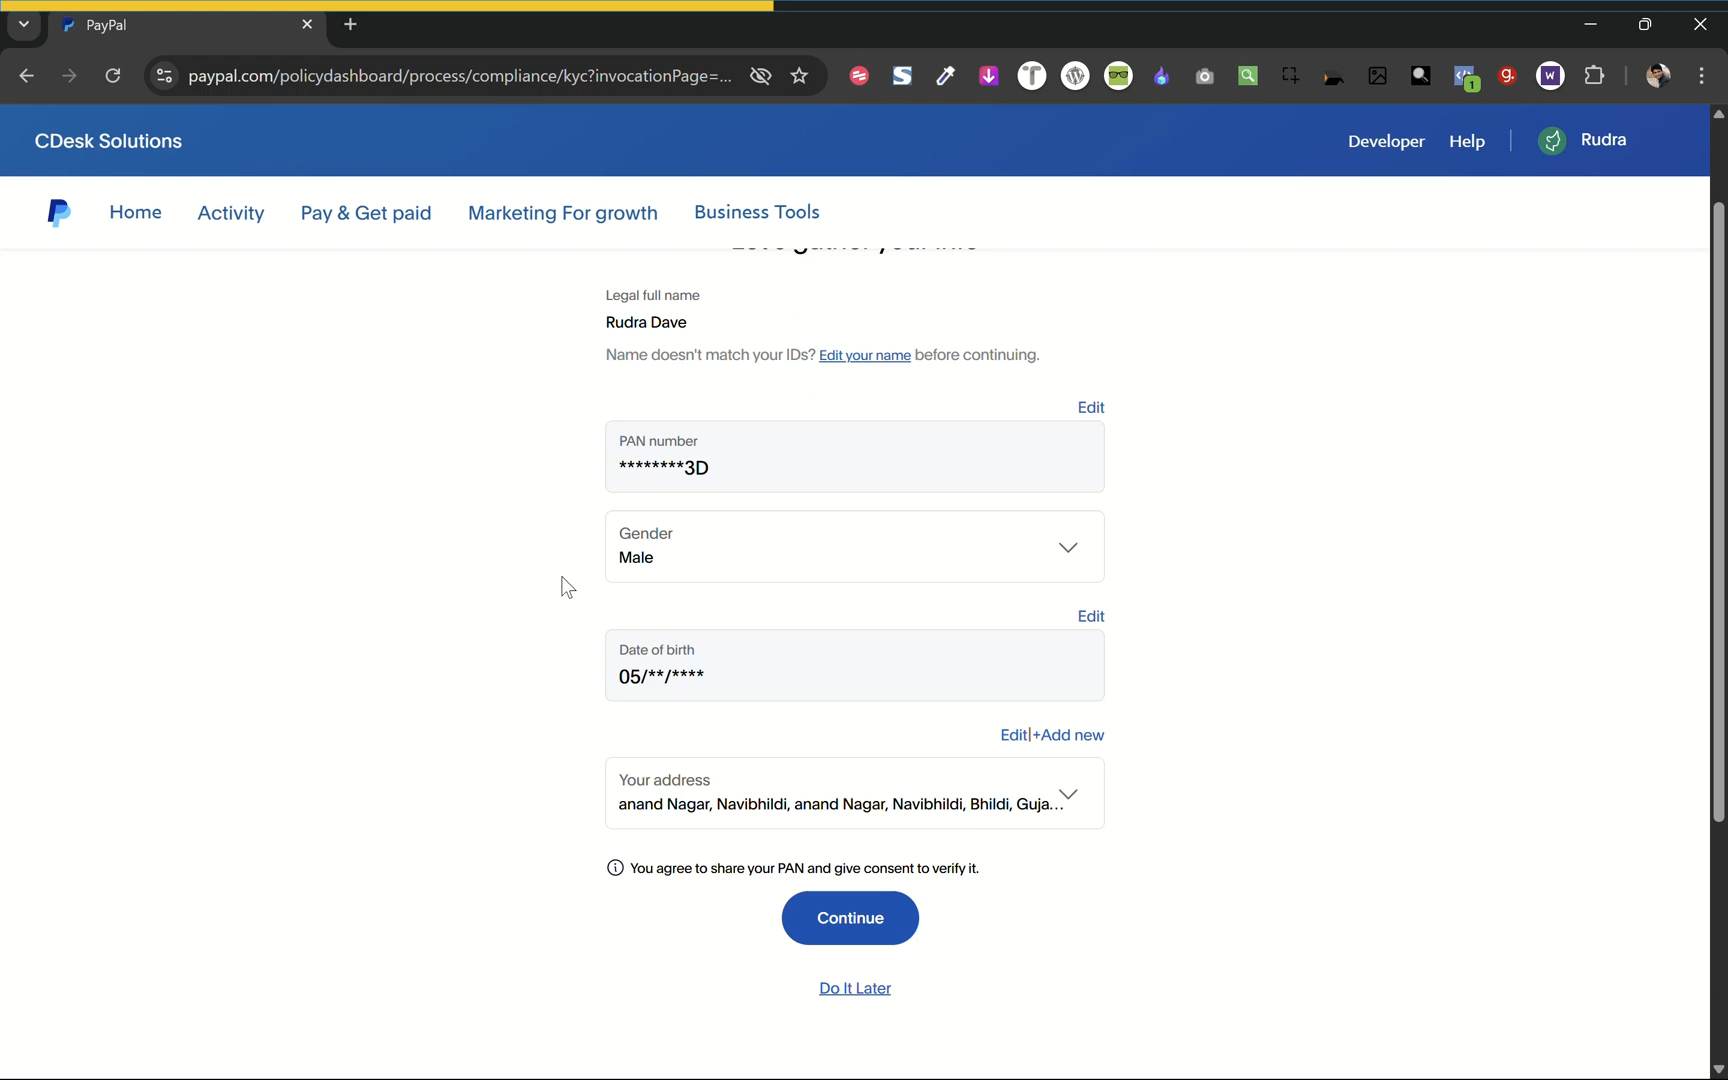 PayPal
paypal.com/policydashboard/process/compliance/kyc?invocationPage=...
1
CDesk Solutions
Developer Help
Rudra
Home Activity Pay & Get paid Marketing For growth Business Tools
Legal full name
Rudra Dave
Name doesn't match your IDs? Edit your name before continuing.
Edit
PAN number
********3D
Gender
Male
Edit
Date of birth
05/**/****
Edit|+Add new
Your address
anand Nagar, Navibhildi, anand Nagar, Navibhildi, Bhildi, Guja...
You agree to share your PAN and give consent to verify it.
Continue
Do It Later